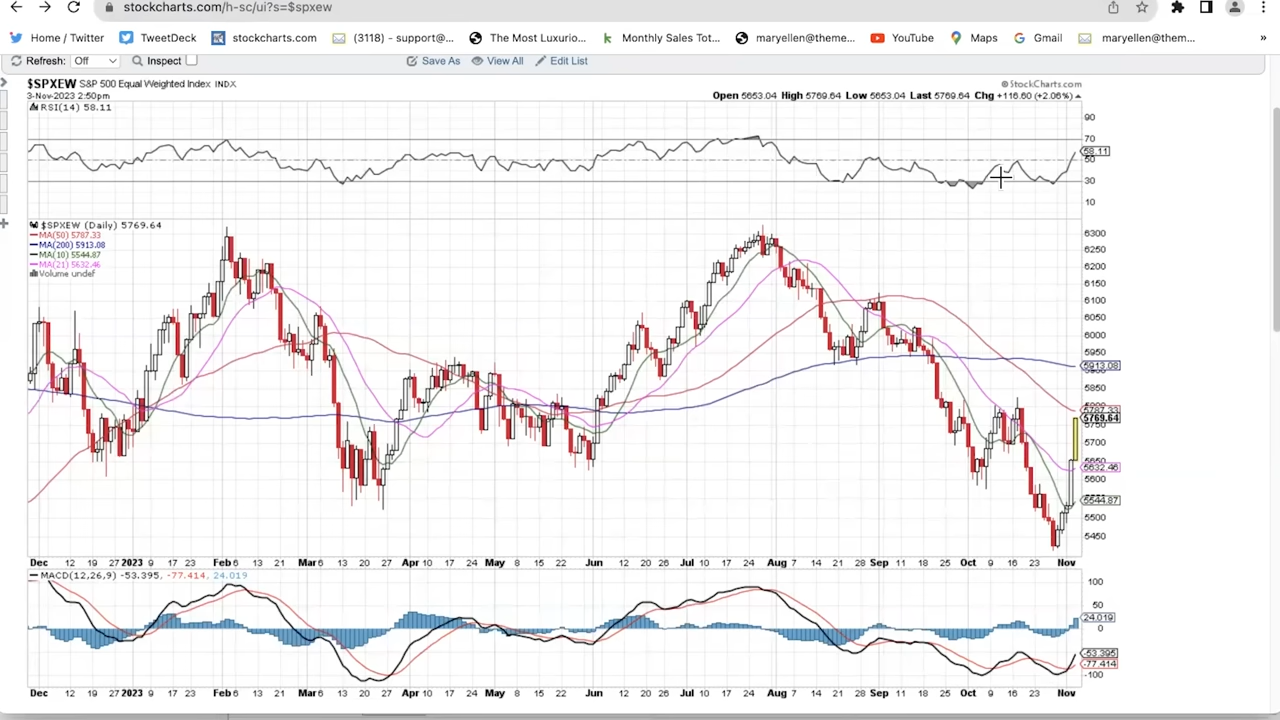 stockcharts.com/h-sc/ui?s=$spxew
Home / Twitter TweetDeck stockcharts.com (3118) - support@... The Most Luxurio... Monthly Sales Tot... maryellen@theme... YouTube Maps Gmail maryellen@them... »
Refresh: Off Inspect Save As View All Edit List
$SPXEW S&P 500 Equal Weighted Index INDX
© StockCharts.com
3-Nov-2023 2:50pm
Open 5653.04 High 5769.64 Low 5653.04 Last 5769.64 Chg +116.60 (+2.06%)
RSI(14) 58.11
90
70
58.11
50
30
10
$SPXEW (Daily) 5769.64
MA(50) 5787.33
MA(200) 5913.08
MA(10) 5544.87
MA(21) 5632.46
Volume undef
6300
6250
6200
6150
6100
6050
6000
5950
5913.08
5850
5787.33
5769.64
5750
5700
5650
5632.46
5600
5544.87
5500
5450
Dec 12 19 27 2023 9 17 23 Feb 6 13 21 Mar 6 13 20 27 Apr 10 17 24 May 8 15 22 Jun 12 20 26 Jul 10 17 24 Aug 7 14 21 28 Sep 11 18 25 Oct 9 16 23 Nov
MACD(12,26,9) -53.395, -77.414, 24.019
100
50
24.019
0
-53.395
-77.414
-100
Dec 12 19 27 2023 9 17 23 Feb 6 13 21 Mar 6 13 20 27 Apr 10 17 24 May 8 15 22 Jun 12 20 26 Jul 10 17 24 Aug 7 14 21 28 Sep 11 18 25 Oct 9 16 23 Nov